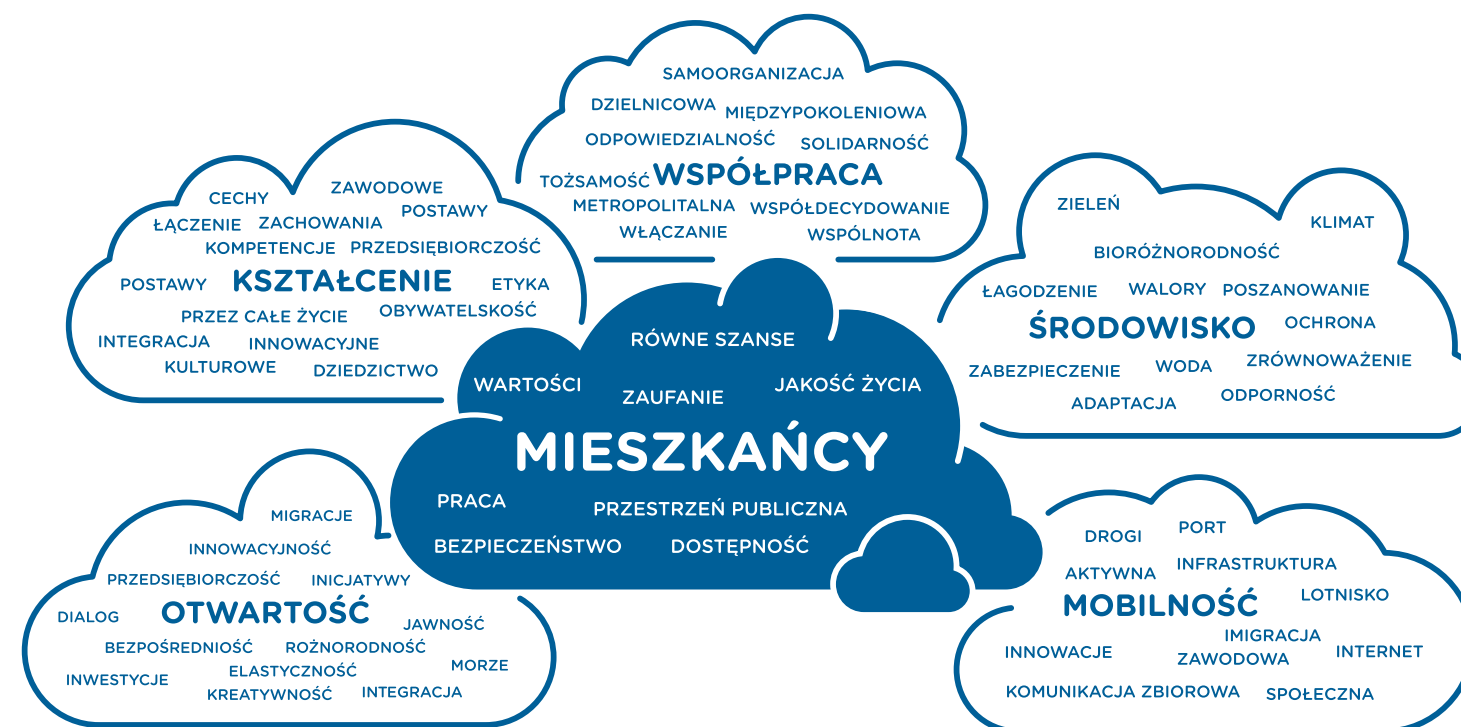 SAMOORGANIZACJA
DZIELNICOWA MIĘDZYPOKOLENIOWA
ODPOWIEDZIALNOŚĆ SOLIDARNOŚĆ
TOŻSAMOŚĆ WSPÓŁPRACA
METROPOLITALNA WSPÓŁDECYDOWANIE
WŁĄCZANIE WSPÓLNOTA
CECHY ZAWODOWE
POSTAWY
ŁĄCZENIE ZACHOWANIA
KOMPETENCJE PRZEDSIĘBIORCZOŚĆ
POSTAWY KSZTAŁCENIE ETYKA
PRZEZ CAŁE ŻYCIE OBYWATELSKOŚĆ
INTEGRACJA INNOWACYJNE
KULTUROWE DZIEDZICTWO
ZIELEŃ
KLIMAT
BIORÓŻNORODNOŚĆ
ŁAGODZENIE WALORY POSZANOWANIE
ŚRODOWISKO OCHRONA
ZABEZPIECZENIE WODA ZRÓWNOWAŻENIE
ADAPTACJA ODPORNOŚĆ
RÓWNE SZANSE
WARTOŚCI ZAUFANIE JAKOŚĆ ŻYCIA
MIESZKAŃCY
PRACA PRZESTRZEŃ PUBLICZNA
BEZPIECZEŃSTWO DOSTĘPNOŚĆ
MIGRACJE
INNOWACYJNOŚĆ
PRZEDSIĘBIORCZOŚĆ INICJATYWY
DIALOG OTWARTOŚĆ JAWNOŚĆ
BEZPOŚREDNIOŚĆ ROŻNORODNOŚĆ
INWESTYCJE ELASTYCZNOŚĆ MORZE
KREATYWNOŚĆ INTEGRACJA
DROGI PORT
AKTYWNA INFRASTRUKTURA
MOBILNOŚĆ LOTNISKO
IMIGRACJA
INNOWACJE ZAWODOWA INTERNET
KOMUNIKACJA ZBIOROWA SPOŁECZNA